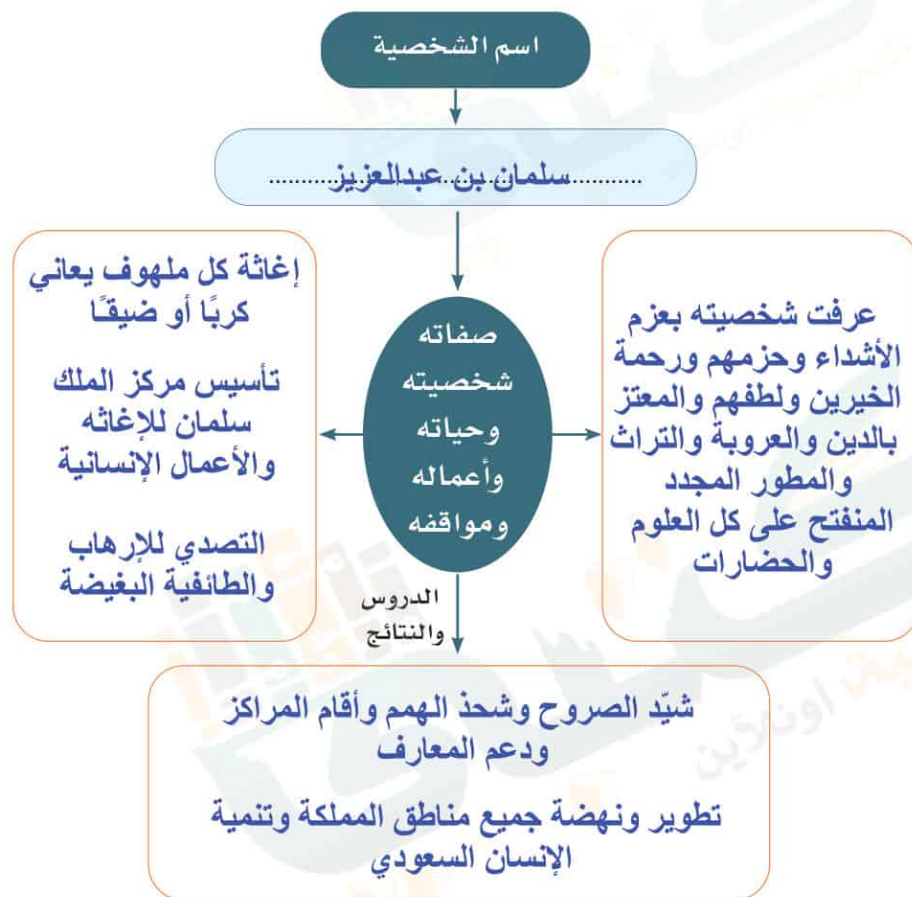 اسم الشخصية
سلمان بن عبدالعزيز
صفاته
شخصيته
وحياته
وأعماله
ومواقفه
عرفت شخصيته بعزم
الأشداء وحزمهم ورحمة
الخيرين ولطفهم والمعتز
بالدين والعروبة والتراث
والمطور المجدد
المنفتح على كل العلوم
والحضارات
إغاثة كل ملهوف يعاني
كربًا أو ضيقًا
تأسيس مركز الملك
سلمان للإغاثه
والأعمال الإنسانية
التصدي للإرهاب
والطائفية البغيضة
الدروس
والنتائج
شيّد الصروح وشحذ الهمم وأقام المراكز
ودعم المعارف
تطوير ونهضة جميع مناطق المملكة وتنمية
الإنسان السعودي